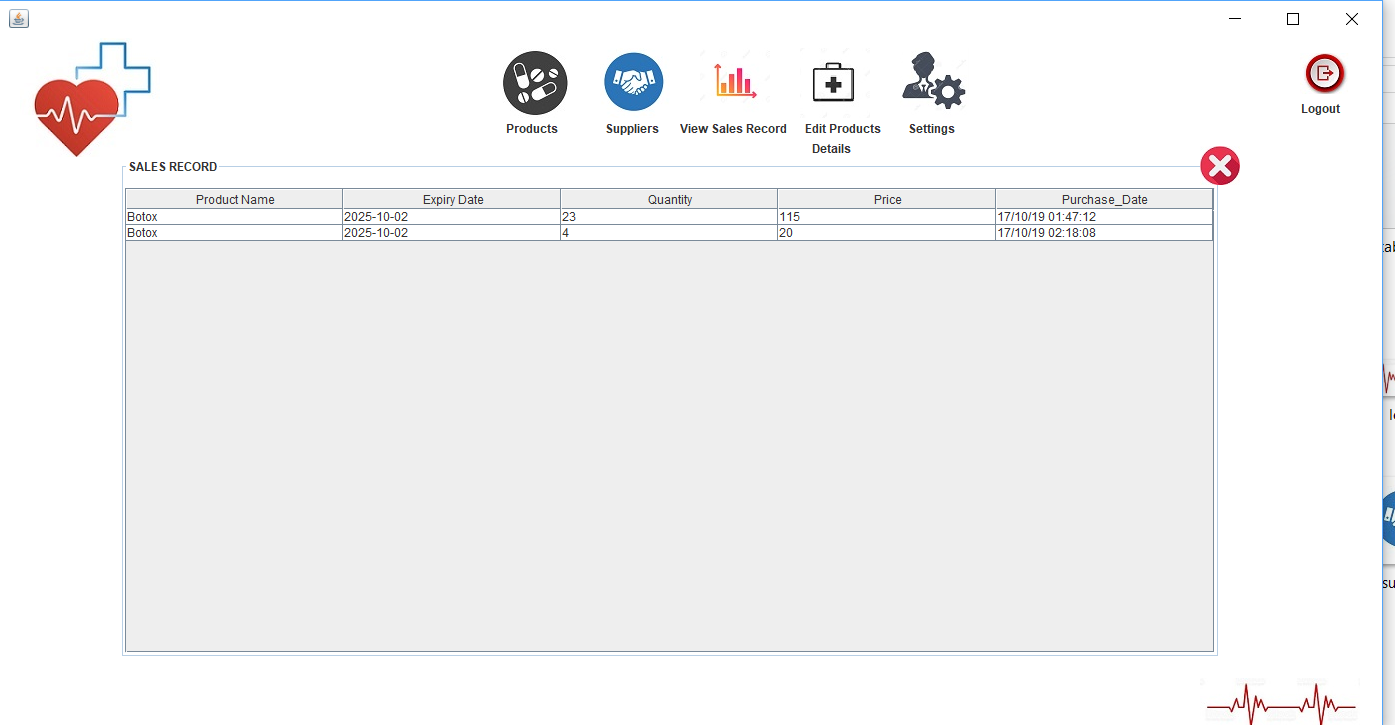 Products Suppliers View Sales Record Edit Products Details Settings Logout
SALES RECORD
Product Name Expiry Date Quantity Price Purchase_Date
Botox 2025-10-02 23 115 17/10/19 01:47:12
Botox 2025-10-02 4 20 17/10/19 02:18:08